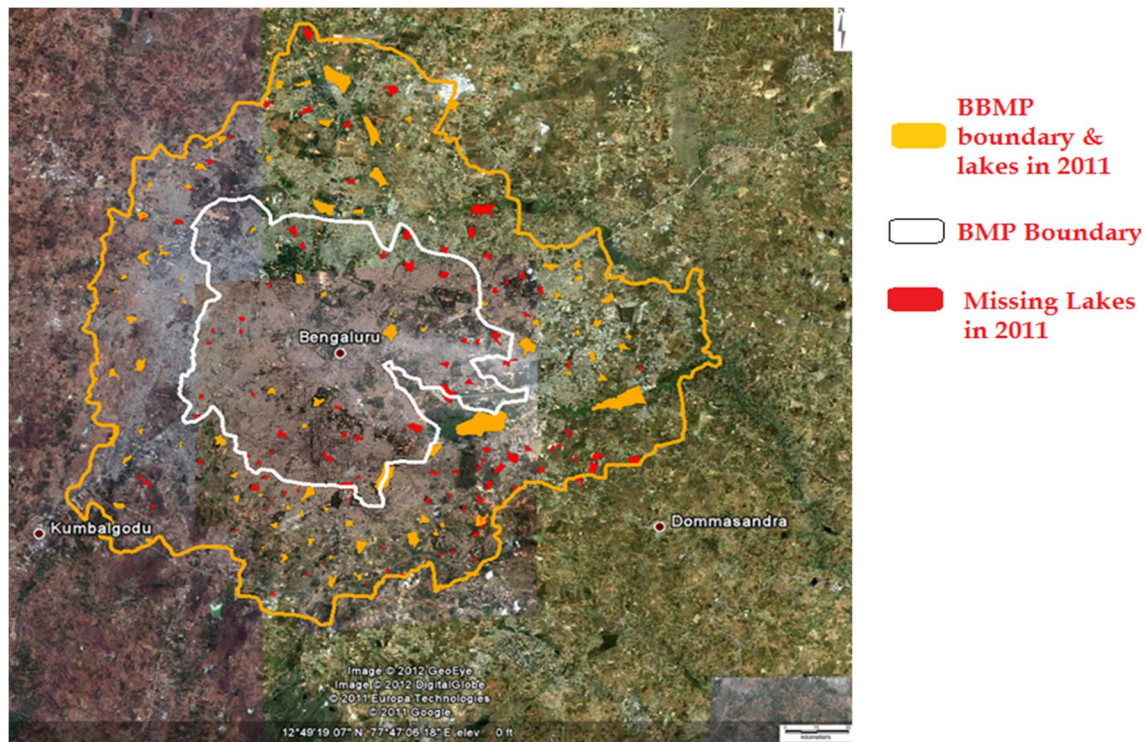 N
BBMP
boundary &
lakes in 2011
BMP Boundary
Missing Lakes
in 2011
Bengaluru
Kumbalgodu
Dommasandra
Image © 2012 GeoEye
Image © 2012 DigitalGlobe
© 2011 Europa Technologies
© 2011 Google
12°49'19.07" N, 77°47'06.18" E elev 0 ft
kilometers